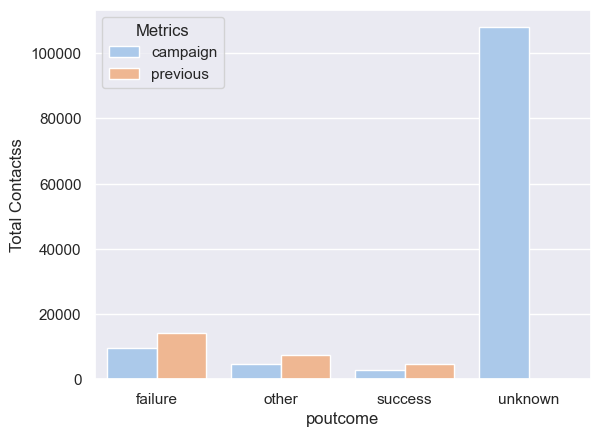 Metrics
campaign
previous
100000
80000
60000
40000
20000
0
Total Contactss
failure
other
success
unknown
poutcome